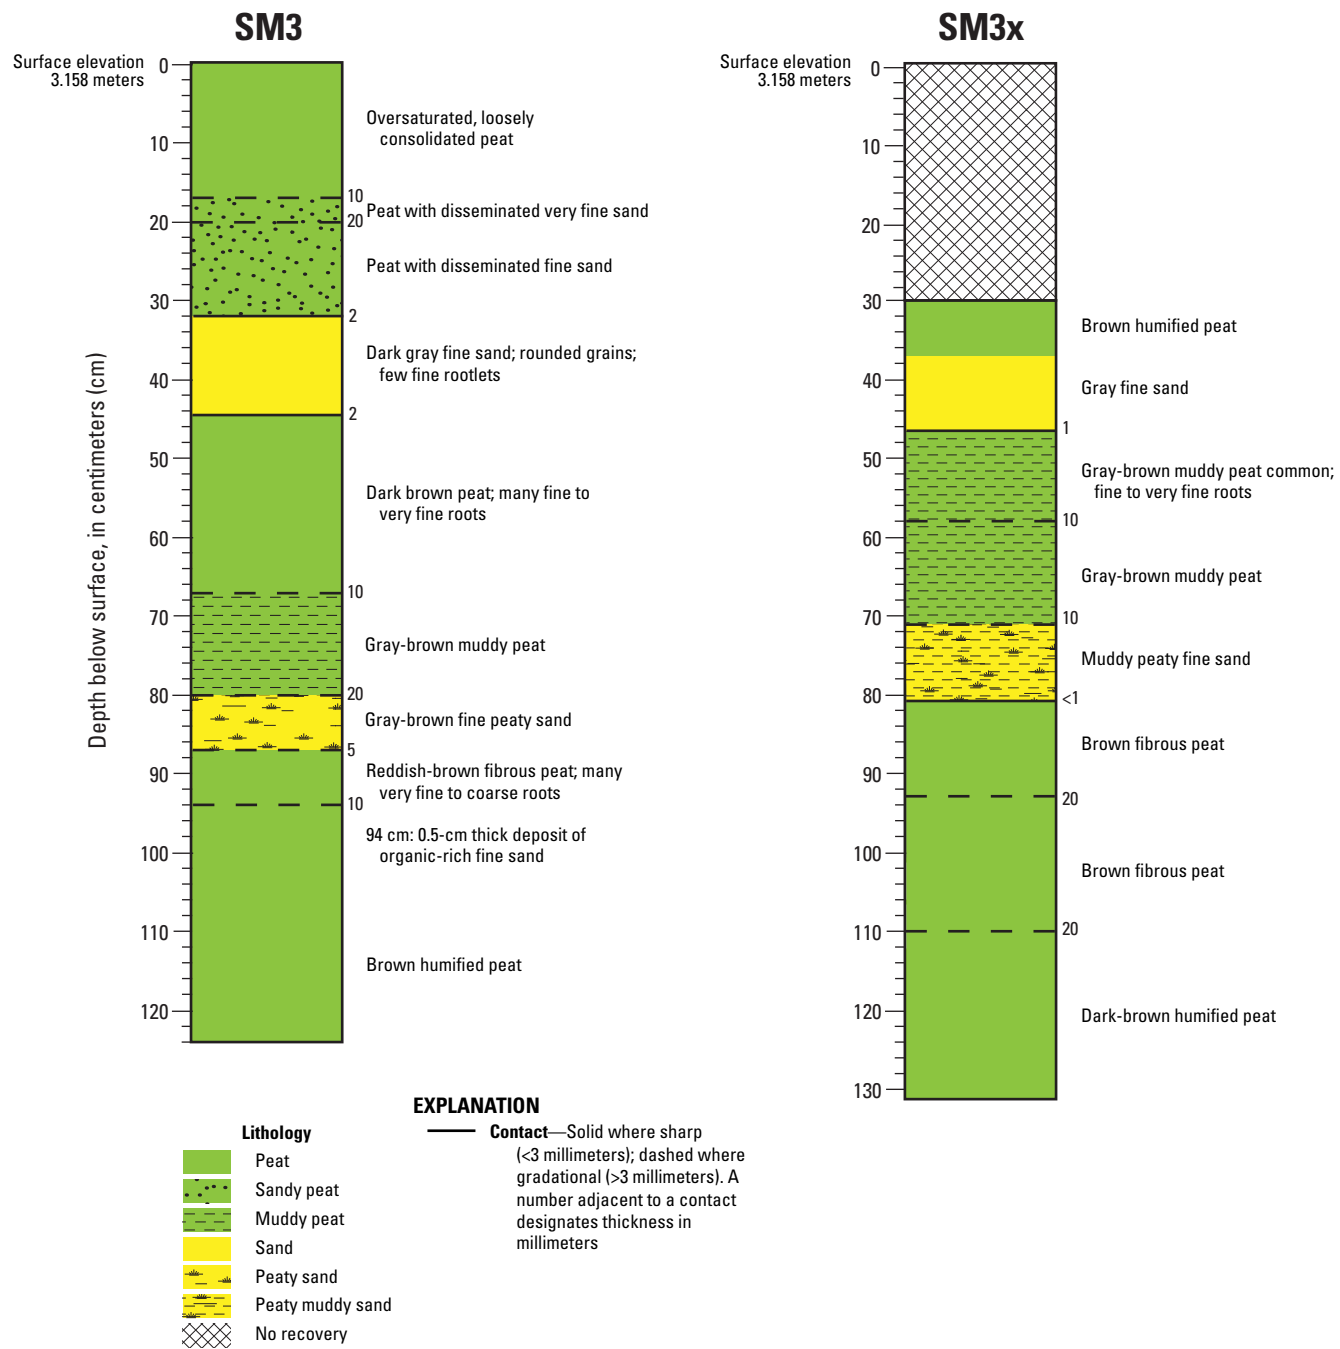 SM3
Surface elevation
3.158 meters
0
10
20
30
40
50
60
70
80
90
100
110
120
Depth below surface, in centimeters (cm)
10
20
2
2
10
20
5
10
Oversaturated, loosely
consolidated peat
Peat with disseminated very fine sand
Peat with disseminated fine sand
Dark gray fine sand; rounded grains;
few fine rootlets
Dark brown peat; many fine to
very fine roots
Gray-brown muddy peat
Gray-brown fine peaty sand
Reddish-brown fibrous peat; many
very fine to coarse roots
94 cm: 0.5-cm thick deposit of
organic-rich fine sand
Brown humified peat
SM3x
Surface elevation
3.158 meters
0
10
20
30
40
50
60
70
80
90
100
110
120
130
1
10
10
<1
20
20
Brown humified peat
Gray fine sand
Gray-brown muddy peat common;
fine to very fine roots
Gray-brown muddy peat
Muddy peaty fine sand
Brown fibrous peat
Brown fibrous peat
Dark-brown humified peat
EXPLANATION
Lithology
Peat
Sandy peat
Muddy peat
Sand
Peaty sand
Peaty muddy sand
No recovery
Contact—Solid where sharp
(<3 millimeters); dashed where
gradational (>3 millimeters). A
number adjacent to a contact
designates thickness in
millimeters